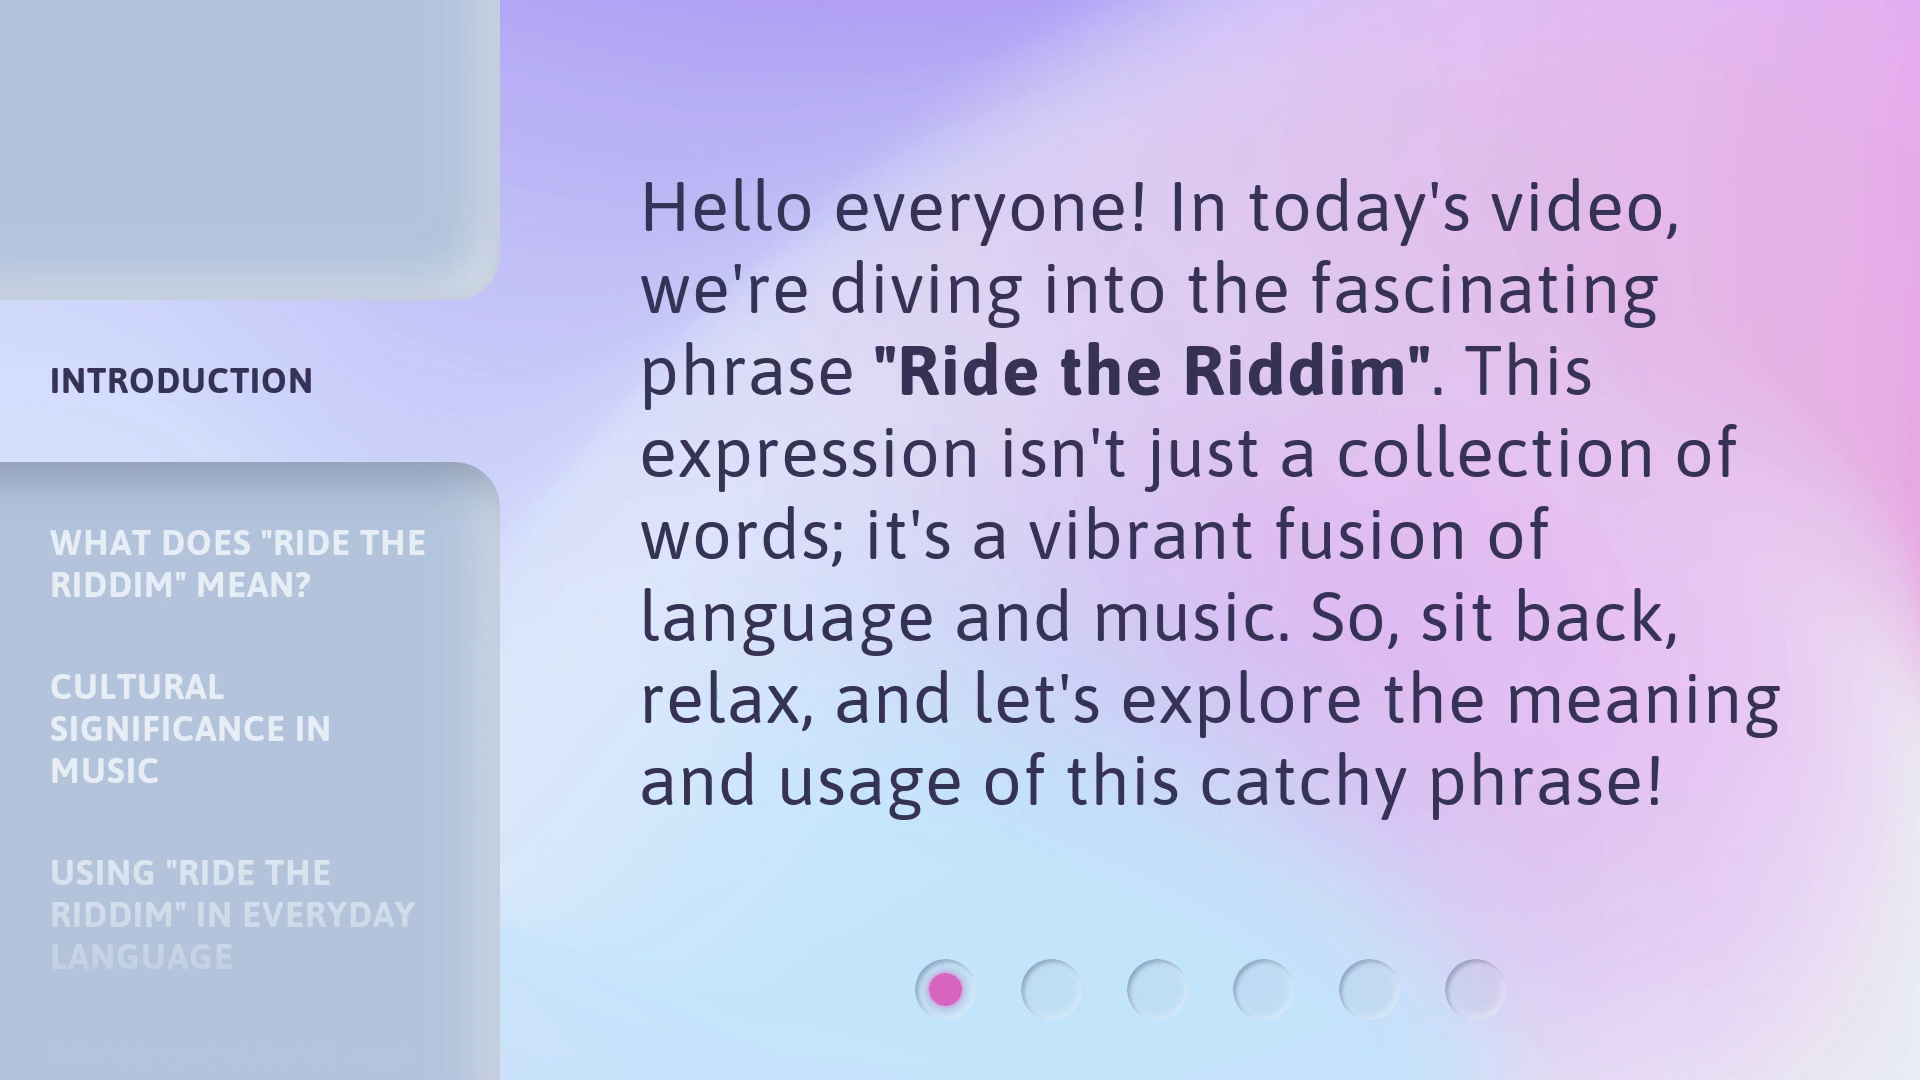 INTRODUCTION
WHAT DOES "RIDE THE
RIDDIM" MEAN?
CULTURAL
SIGNIFICANCE IN
MUSIC
USING "RIDE THE
RIDDIM" IN EVERYDAY
LANGUAGE
PRONUNCIATION AND
Hello everyone! In today's video,
we're diving into the fascinating
phrase "Ride the Riddim". This
expression isn't just a collection of
words; it's a vibrant fusion of
language and music. So, sit back,
relax, and let's explore the meaning
and usage of this catchy phrase!